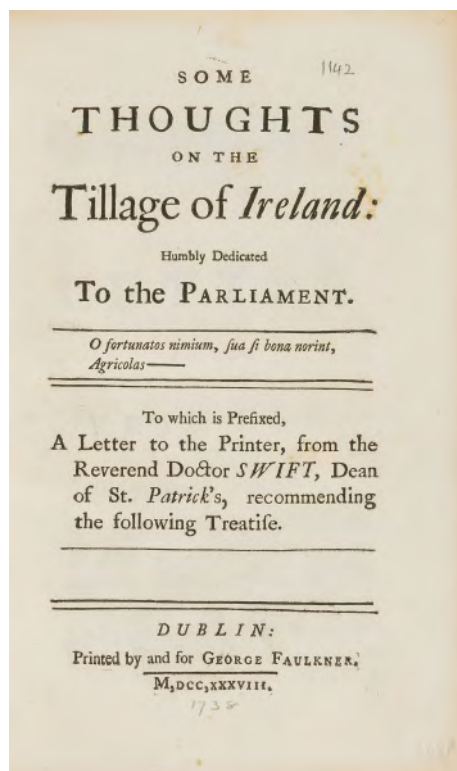 1142
SOME
THOUGHTS
ON THE
Tillage of Ireland:
Humbly Dedicated
To the PARLIAMENT.
O fortunatos nimium, ſua ſi bona norint,
Agricolas——
To which is Prefixed,
A Letter to the Printer, from the
Reverend Doctor SWIFT, Dean
of St. Patrick's, recommending
the following Treatiſe.
DUBLIN:
Printed by and for GEORGE FAULKNER.
M,DCC,XXXVIII.
1738